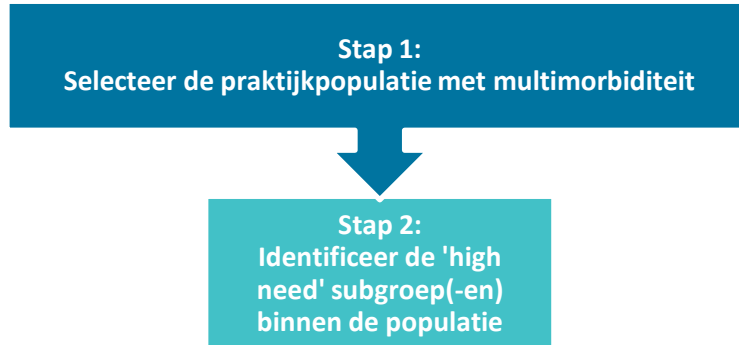 Stap 1:
Selecteer de praktijkpopulatie met multimorbiditeit
Stap 2:
Identificeer de 'high
need' subgroep(-en)
binnen de populatie